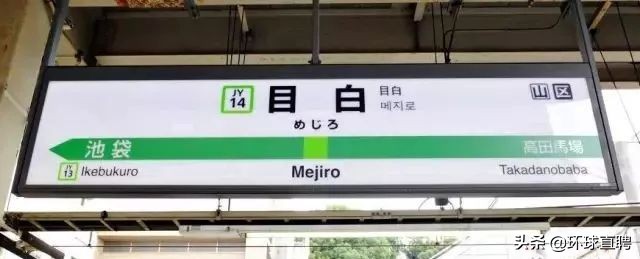 JY
14
目白
目白
메지로
山 区
めじろ
池袋
高田馬場
JY
13
Ikebukuro
Mejiro
Takadanobaba
头条 @环球直聘